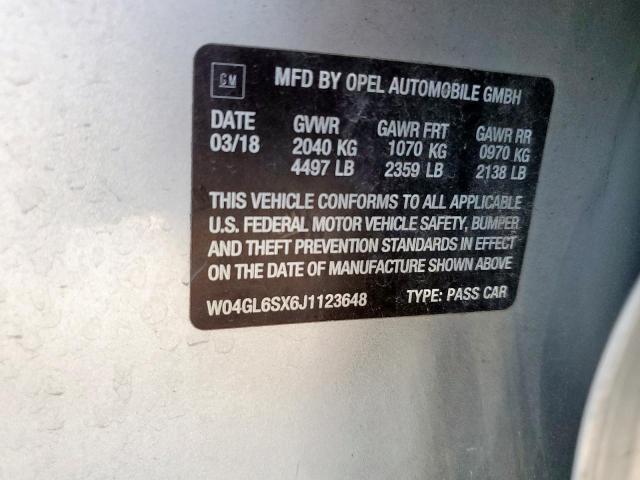 GM
MFD BY OPEL AUTOMOBILE GMBH
DATE GVWR GAWR FRT GAWR RR
03/18 2040 KG 1070 KG 0970 KG
4497 LB 2359 LB 2138 LB
THIS VEHICLE CONFORMS TO ALL APPLICABLE
U.S. FEDERAL MOTOR VEHICLE SAFETY, BUMPER
AND THEFT PREVENTION STANDARDS IN EFFECT
ON THE DATE OF MANUFACTURE SHOWN ABOVE
W04GL6SX6J1123648 TYPE: PASS CAR